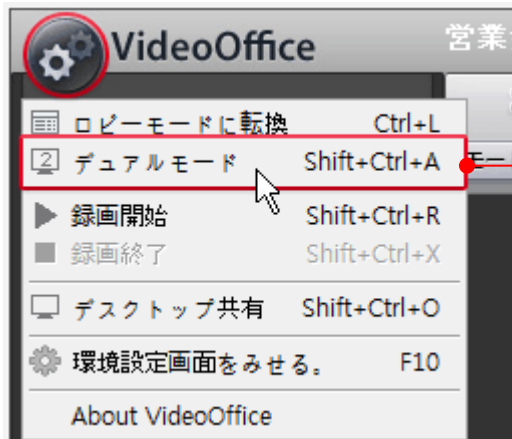 VideoOffice
営業
ロビーモードに転換 Ctrl+L
デュアルモード Shift+Ctrl+A
モー
録画開始 Shift+Ctrl+R
録画終了 Shift+Ctrl+X
デスクトップ共有 Shift+Ctrl+O
環境設定画面をみせる。 F10
About VideoOffice